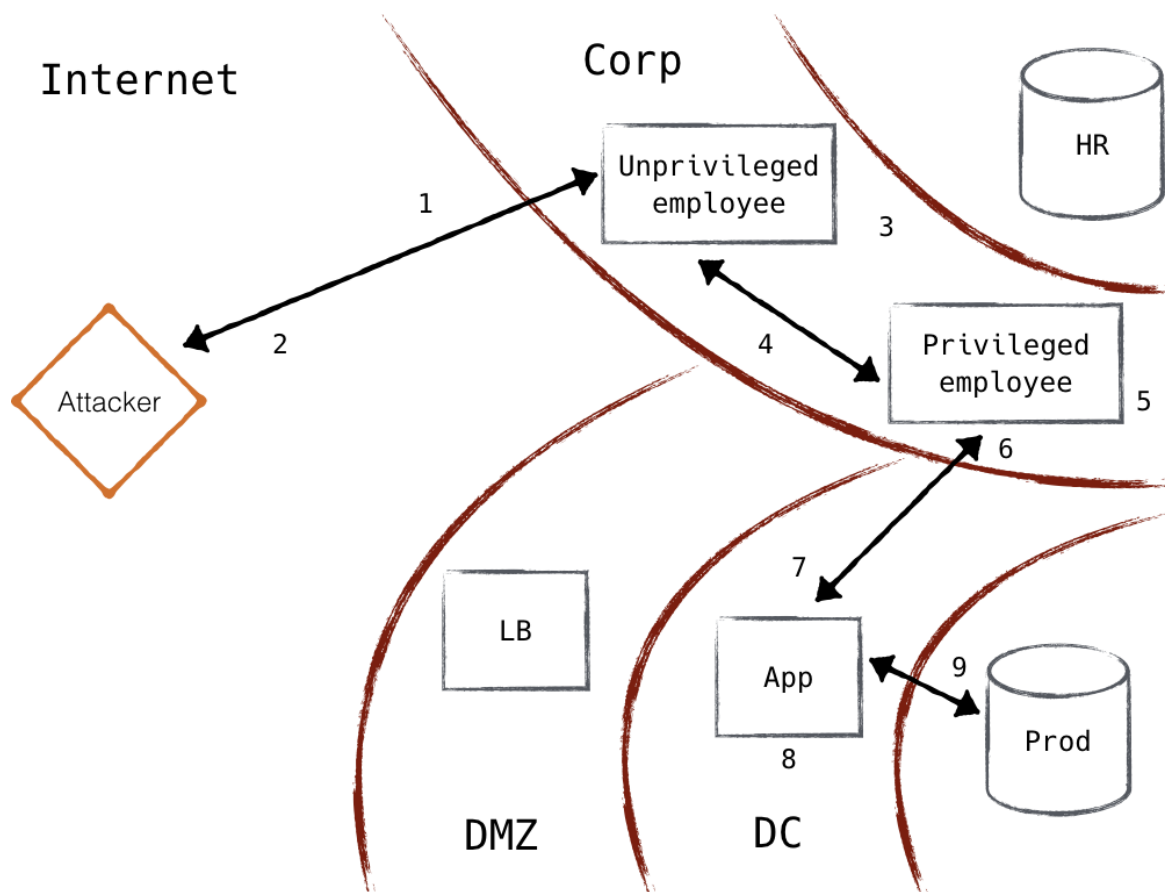 Internet
Corp
HR
Unprivileged
employee
1
3
2
4
Privileged
employee
5
Attacker
6
7
LB
App
9
Prod
8
DMZ
DC